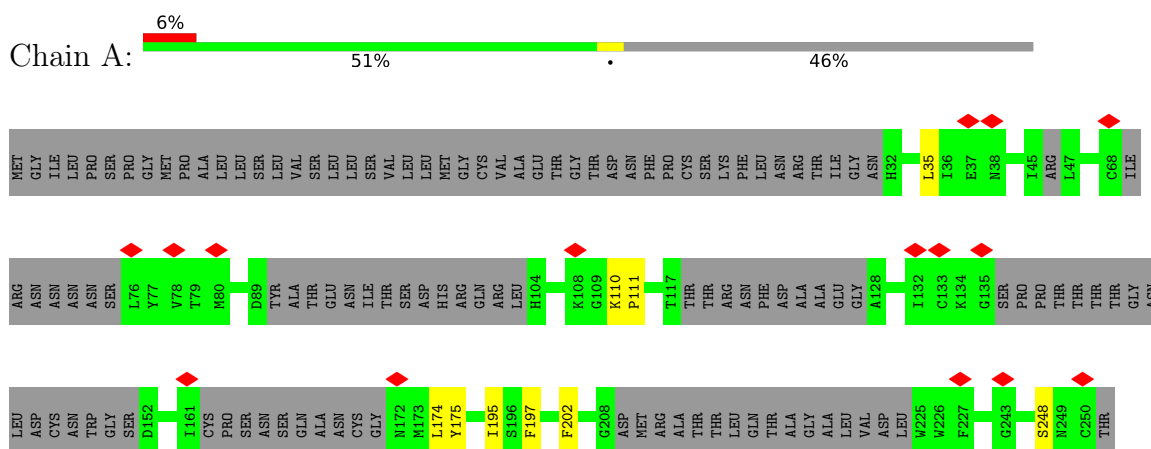 6%
Chain A:
51% • 46%
MET GLY ILE LEU PRO SER PRO GLY MET PRO ALA LEU LEU SER LEU VAL SER LEU LEU SER VAL LEU LEU MET GLY CYS VAL ALA GLU THR GLY THR ASP ASN PHE PRO CYS SER LYS PHE LEU ASN ARG THR ILE GLY ASN H32 L35 I36 E37 N38 I45 ARG L47 C68 ILE
ARG ASN ASN ASN ASN SER L76 Y77 V78 T79 M80 D89 TYR ALA THR GLU ASN ILE THR SER ASP HIS ARG GLN ARG LEU H104 K108 G109 K110 P111 T117 THR THR ARG ASN PHE ASP ALA ALA GLU GLY A128 I132 C133 K134 G135 SER PRO PRO THR THR THR THR GLY ASN
LEU ASP CYS ASN TRP GLY SER D152 I161 CYS PRO SER ASN SER GLN ALA ASN CYS GLY N172 M173 L174 Y175 I195 S196 F197 F202 G208 ASP MET ARG ALA THR THR LEU GLN THR ALA GLY ALA LEU VAL ASP LEU W225 W226 F227 G243 S248 N249 C250 THR